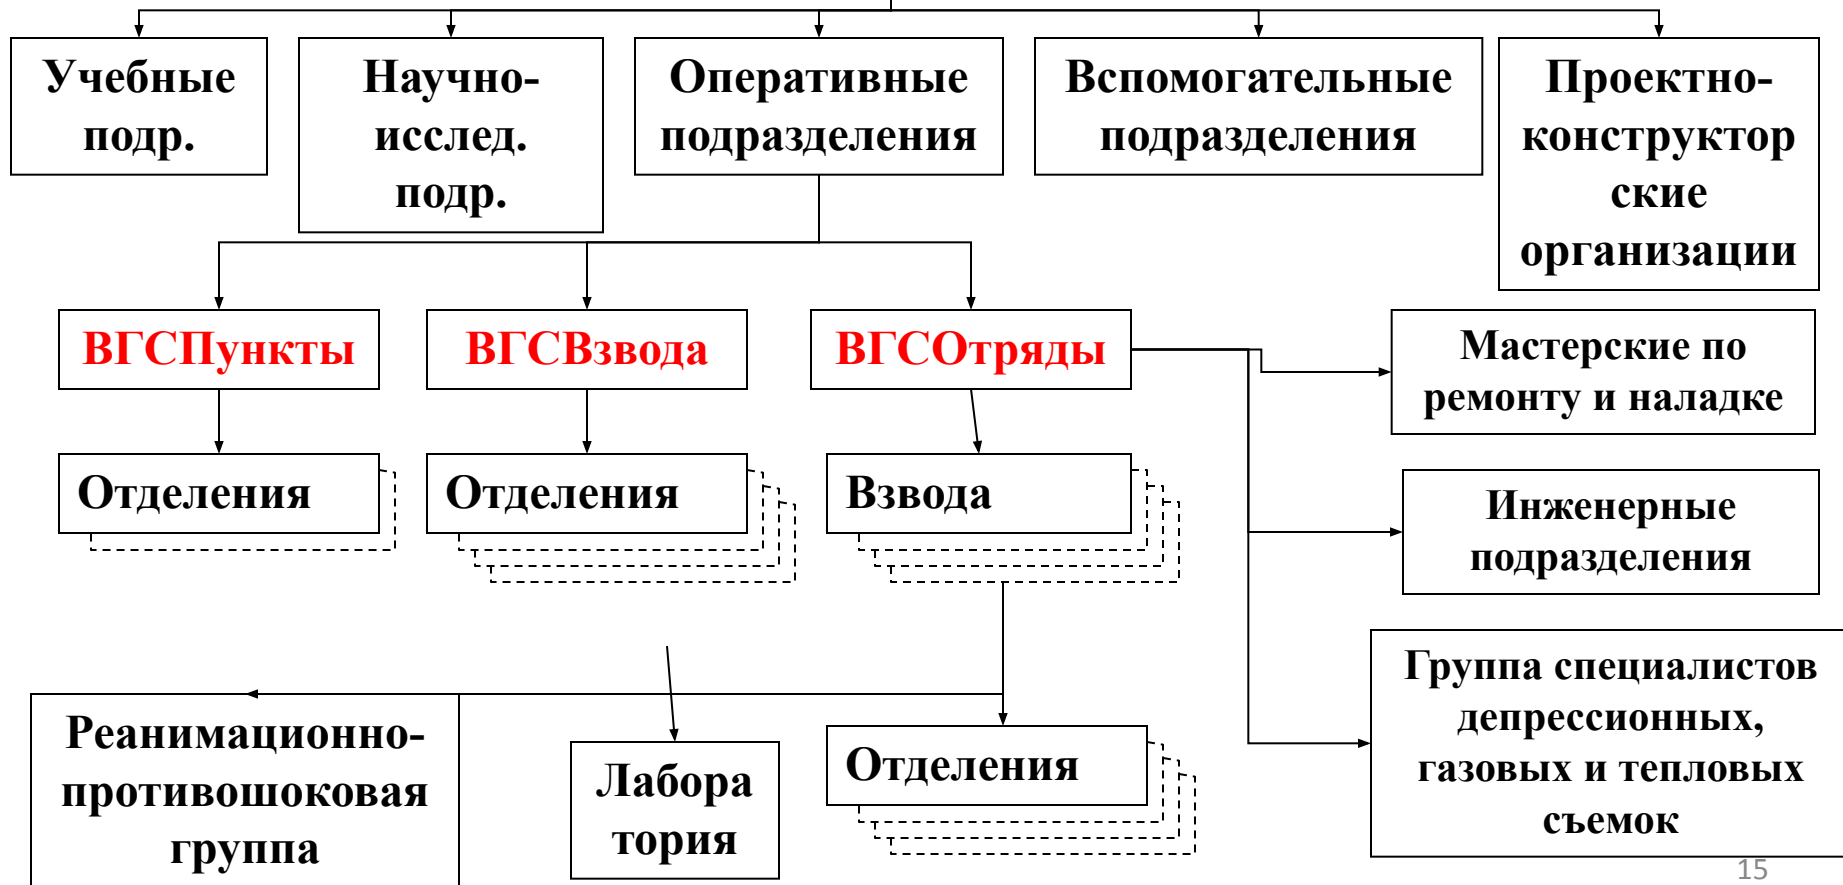 Учебные
подр.
Научно-
исслед.
подр.
Оперативные
подразделения
Вспомогательные
подразделения
Проектно-
конструктор
ские
организации
ВГСПункты
ВГСВзвода
ВГСОтряды
Мастерские по
ремонту и наладке
Отделения
Отделения
Взвода
Инженерные
подразделения
Группа специалистов
депрессионных,
газовых и тепловых
съемок
Реанимационно-
противошоковая
группа
Лабора
тория
Отделения
15